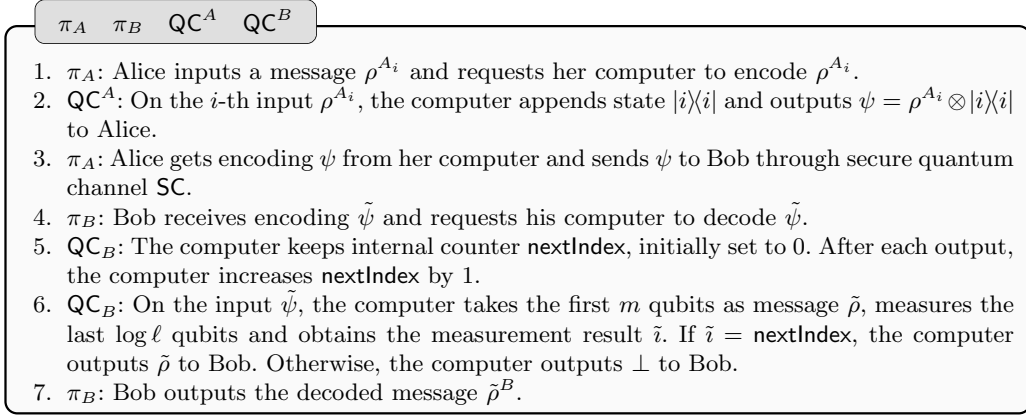 π_A π_B QC^A QC^B
1. π_A: Alice inputs a message ρ^{A_i} and requests her computer to encode ρ^{A_i}.
2. QC^A: On the i-th input ρ^{A_i}, the computer appends state |i⟩⟨i| and outputs ψ = ρ^{A_i} ⊗ |i⟩⟨i|
to Alice.
3. π_A: Alice gets encoding ψ from her computer and sends ψ to Bob through secure quantum
channel SC.
4. π_B: Bob receives encoding ψ̃ and requests his computer to decode ψ̃.
5. QC_B: The computer keeps internal counter nextIndex, initially set to 0. After each output,
the computer increases nextIndex by 1.
6. QC_B: On the input ψ̃, the computer takes the first m qubits as message ρ̃, measures the
last log ℓ qubits and obtains the measurement result ĩ. If ĩ = nextIndex, the computer
outputs ρ̃ to Bob. Otherwise, the computer outputs ⊥ to Bob.
7. π_B: Bob outputs the decoded message ρ̃^B.